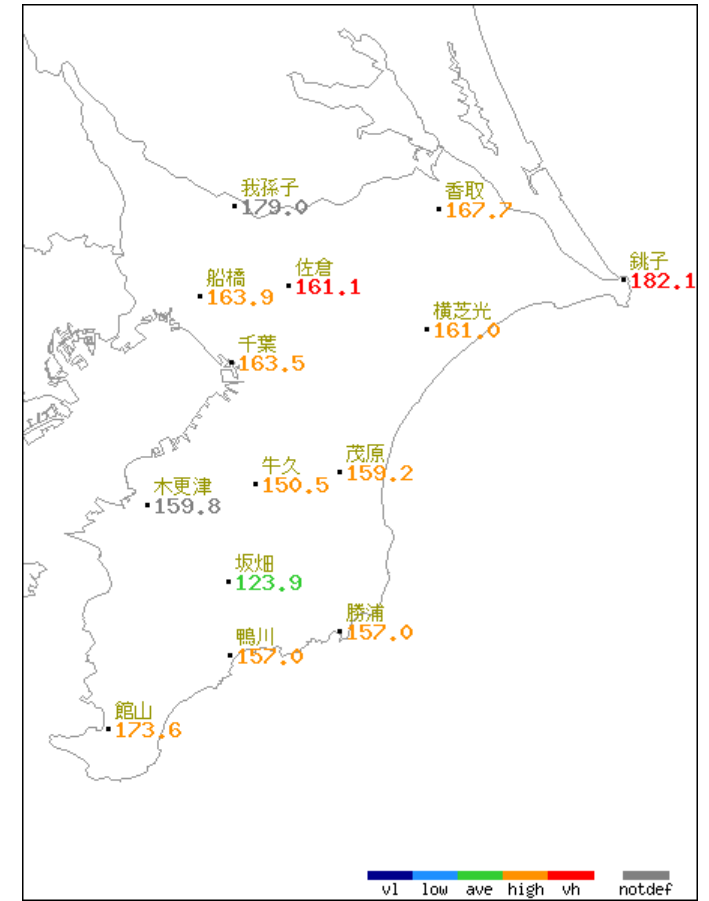 我孫子
179.0
香取
167.7
船橋
163.9
佐倉
161.1
銚子
182.1
横芝光
161.0
千葉
163.5
茂原
159.2
牛久
150.5
木更津
159.8
坂畑
123.9
勝浦
157.0
鴨川
157.0
館山
173.6
vl low ave high vh notdef